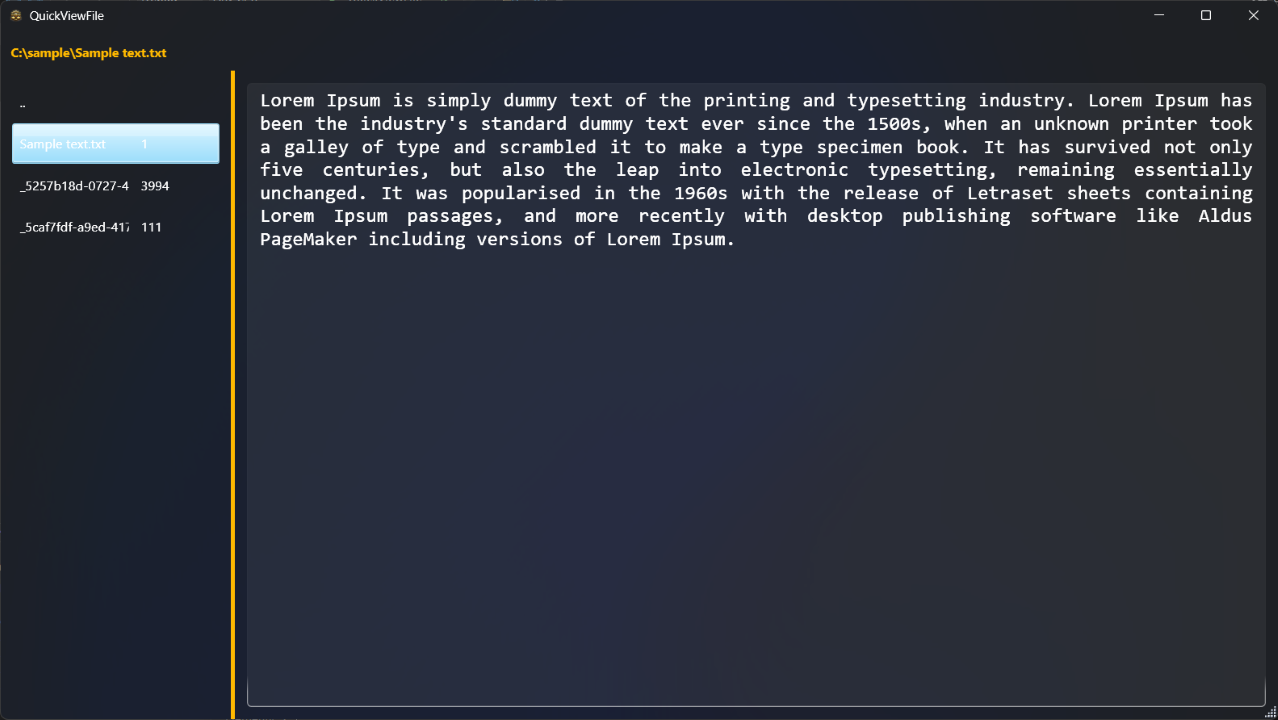 QuickViewFile
C:\sample\Sample text.txt
..
Sample text.txt 1
_5257b18d-0727-4 3994
_5caf7fdf-a9ed-417 111
Lorem Ipsum is simply dummy text of the printing and typesetting industry. Lorem Ipsum has
been the industry's standard dummy text ever since the 1500s, when an unknown printer took
a galley of type and scrambled it to make a type specimen book. It has survived not only
five centuries, but also the leap into electronic typesetting, remaining essentially
unchanged. It was popularised in the 1960s with the release of Letraset sheets containing
Lorem Ipsum passages, and more recently with desktop publishing software like Aldus
PageMaker including versions of Lorem Ipsum.